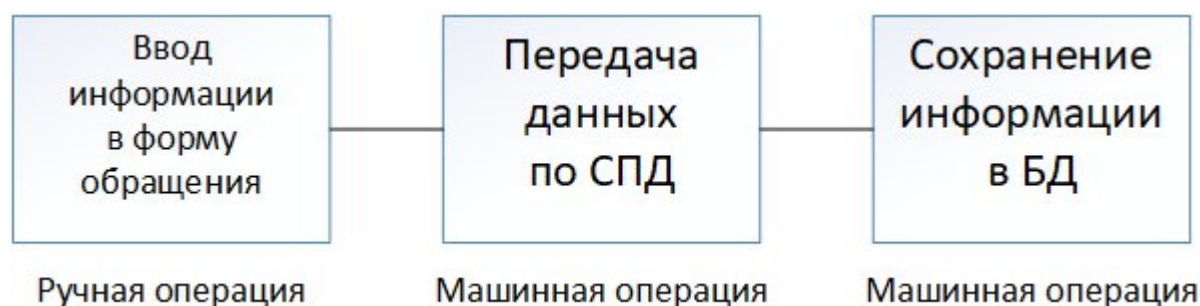 Ввод
информации
в форму
обращения
Передача
данных
по СПД
Сохранение
информации
в БД
Ручная операция
Машинная операция
Машинная операция